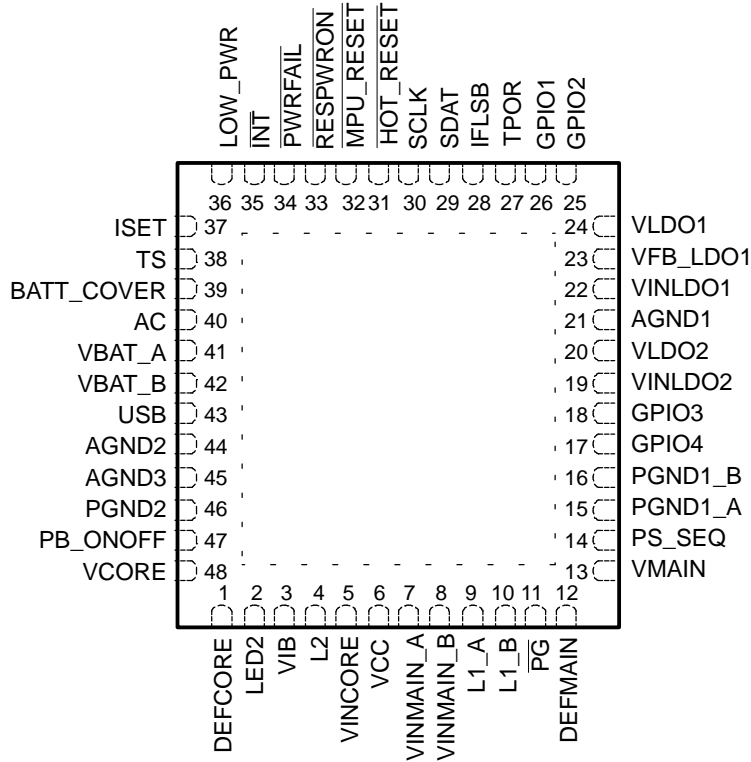 LOW_PWR
INT
PWRFAIL
RESPWRON
MPU_RESET
HOT_RESET
SCLK
SDAT
IFLSB
TPOR
GPIO1
GPIO2
36 35 34 33 32 31 30 29 28 27 26 25
ISET 37 24 VLDO1
TS 38 23 VFB_LDO1
BATT_COVER 39 22 VINLDO1
AC 40 21 AGND1
VBAT_A 41 20 VLDO2
VBAT_B 42 19 VINLDO2
USB 43 18 GPIO3
AGND2 44 17 GPIO4
AGND3 45 16 PGND1_B
PGND2 46 15 PGND1_A
PB_ONOFF 47 14 PS_SEQ
VCORE 48 13 VMAIN
1 2 3 4 5 6 7 8 9 10 11 12
DEFCORE
LED2
VIB
L2
VINCORE
VCC
VINMAIN_A
VINMAIN_B
L1_A
L1_B
PG
DEFMAIN